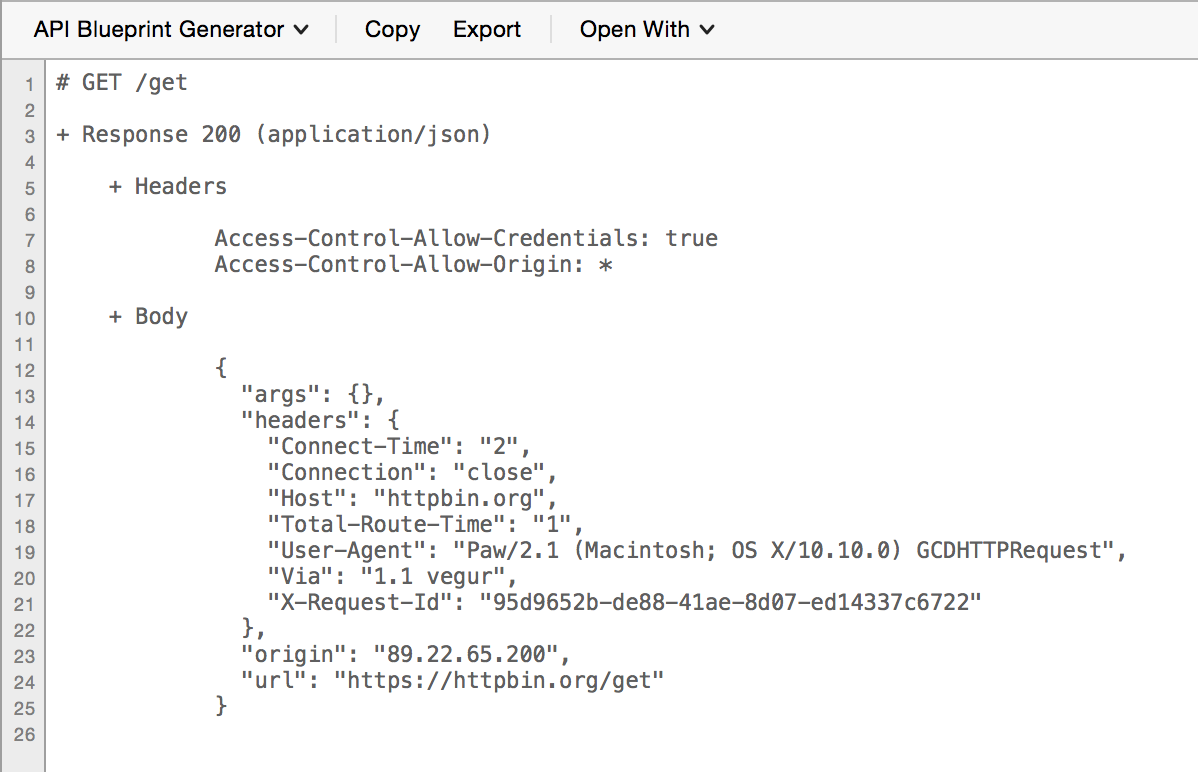 API Blueprint Generator Copy Export Open With
1 # GET /get
2
3 + Response 200 (application/json)
4
5     + Headers
6
7             Access-Control-Allow-Credentials: true
8             Access-Control-Allow-Origin: *
9
10     + Body
11
12             {
13               "args": {},
14               "headers": {
15                 "Connect-Time": "2",
16                 "Connection": "close",
17                 "Host": "httpbin.org",
18                 "Total-Route-Time": "1",
19                 "User-Agent": "Paw/2.1 (Macintosh; OS X/10.10.0) GCDHTTPRequest",
20                 "Via": "1.1 vegur",
21                 "X-Request-Id": "95d9652b-de88-41ae-8d07-ed14337c6722"
22               },
23               "origin": "89.22.65.200",
24               "url": "https://httpbin.org/get"
25             }
26